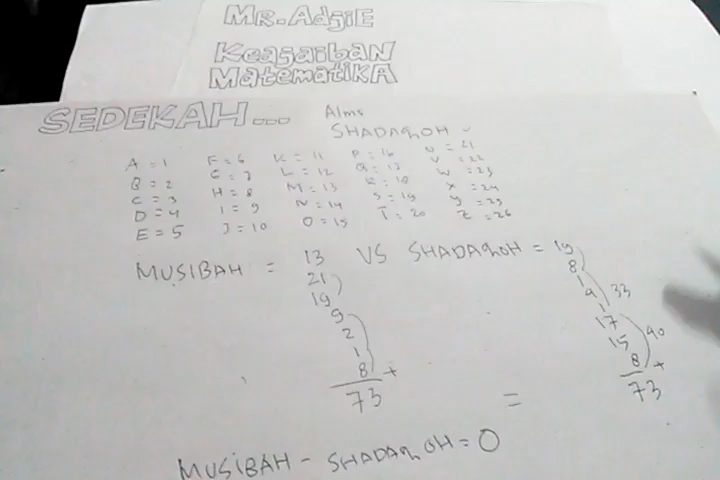 MR. AdjiE
Keajaiban
MatematiKA
SEDEKAH...
Alms
SHADAqOH
A = 1 F = 6 K = 11 P = 16 U = 21
B = 2 G = 7 L = 12 Q = 17 V = 22
C = 3 H = 8 M = 13 R = 18 W = 23
D = 4 I = 9 N = 14 S = 19 X = 24
E = 5 J = 10 O = 15 T = 20 Y = 25
Z = 26
MUSIBAH = 13 VS SHADAqOH = 19
21 8
19 1
9 4 33
2 1
1 17
8 + 15 40
73 8 +
= 73
MUSiBAH - SHADAqOH = 0